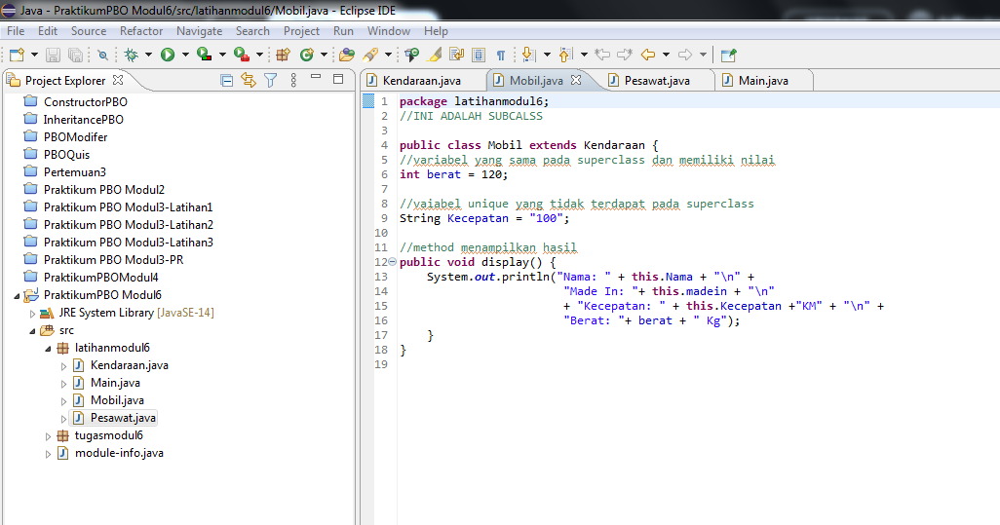 Java - PraktikumPBO Modul6/src/latihanmodul6/Mobil.java - Eclipse IDE
File Edit Source Refactor Navigate Search Project Run Window Help
Project Explorer
ConstructorPBO
InheritancePBO
PBOModifer
PBOQuis
Pertemuan3
Praktikum PBO Modul2
Praktikum PBO Modul3-Latihan1
Praktikum PBO Modul3-Latihan2
Praktikum PBO Modul3-Latihan3
Praktikum PBO Modul3-PR
PraktikumPBOModul4
PraktikumPBO Modul6
JRE System Library [JavaSE-14]
src
latihanmodul6
Kendaraan.java
Main.java
Mobil.java
Pesawat.java
tugasmodul6
module-info.java
Kendaraan.java Mobil.java Pesawat.java Main.java
1 package latihanmodul6;
2 //INI ADALAH SUBCALSS
3
4 public class Mobil extends Kendaraan {
5 //variabel yang sama pada superclass dan memiliki nilai
6 int berat = 120;
7
8 //vaiabel unique yang tidak terdapat pada superclass
9 String Kecepatan = "100";
10
11 //method menampilkan hasil
12 public void display() {
13 System.out.println("Nama: " + this.Nama + "\n" +
14 "Made In: "+ this.madein + "\n"
15 + "Kecepatan: " + this.Kecepatan +"KM" + "\n" +
16 "Berat: "+ berat + " Kg");
17 }
18 }
19